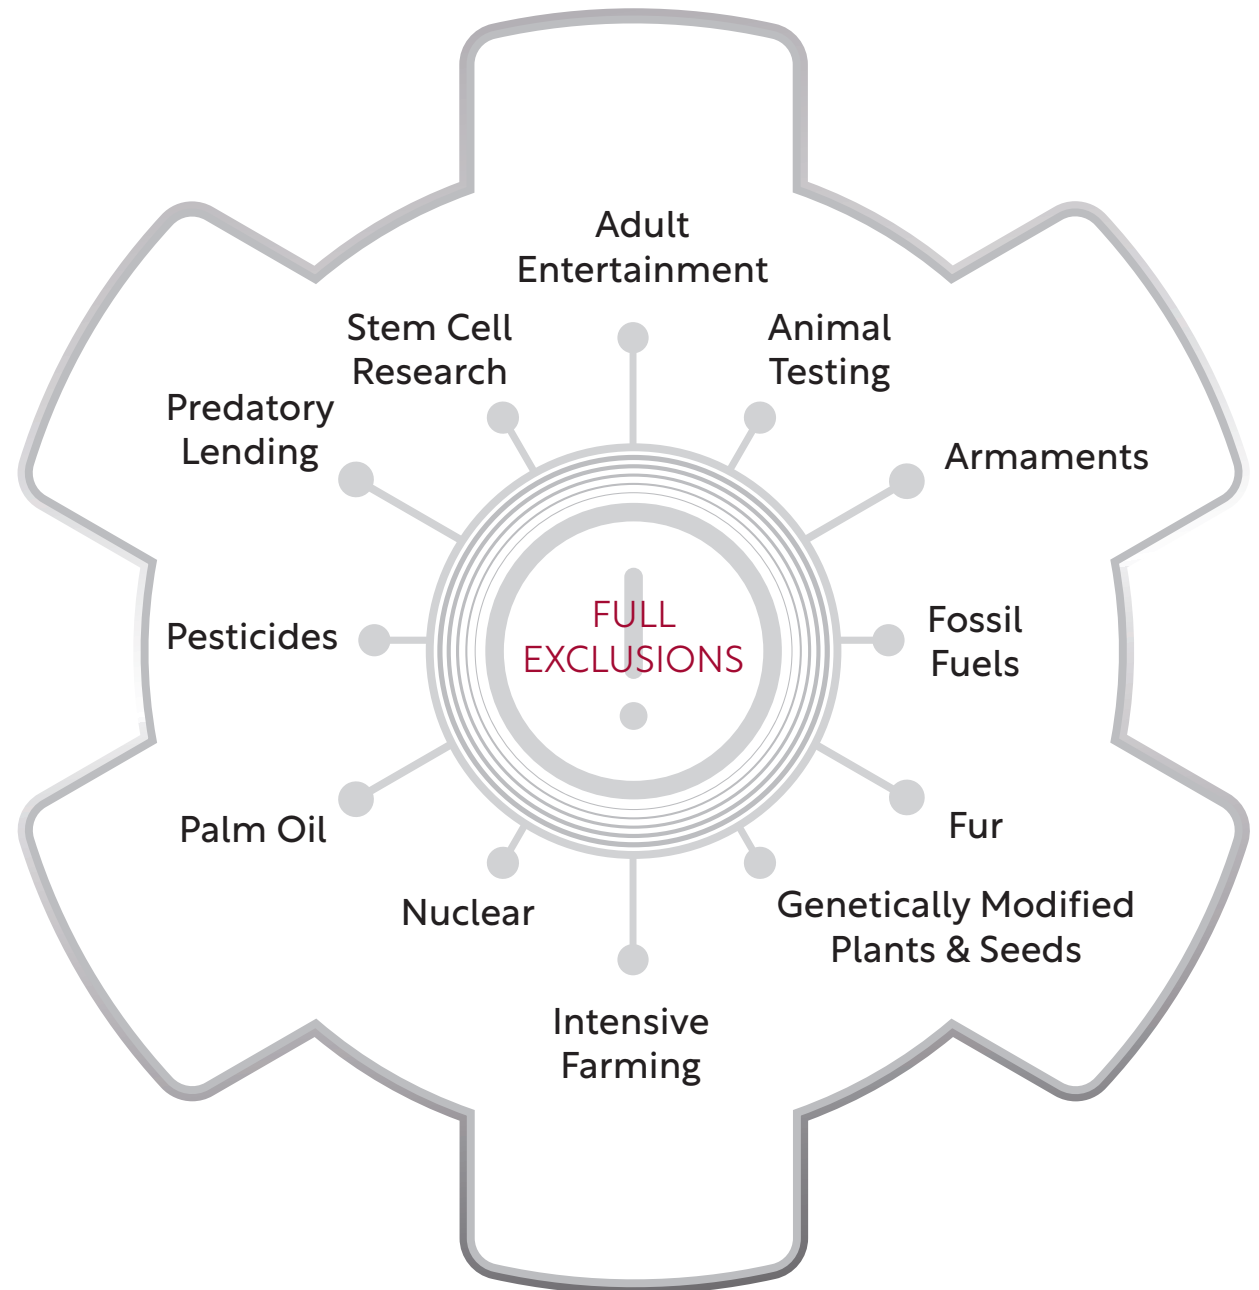 Adult
Entertainment
Animal
Testing
Armaments
Fossil
Fuels
Fur
Genetically Modified
Plants & Seeds
Intensive
Farming
Nuclear
Palm Oil
Pesticides
Predatory
Lending
Stem Cell
Research
FULL
EXCLUSIONS